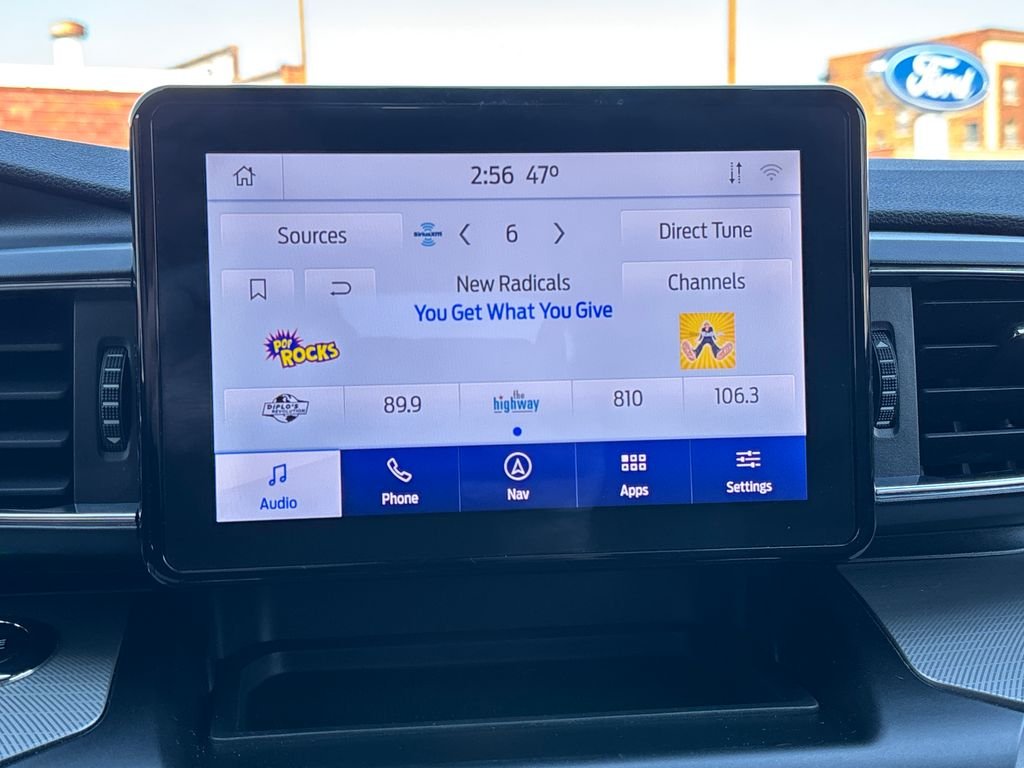 Ford
2:56 47º
Sources
SiriusXM
6
Direct Tune
New Radicals
Channels
You Get What You Give
POP ROCKS
DIPLO'S REVOLUTION
89.9
the highway
810
106.3
Audio
Phone
Nav
Apps
Settings